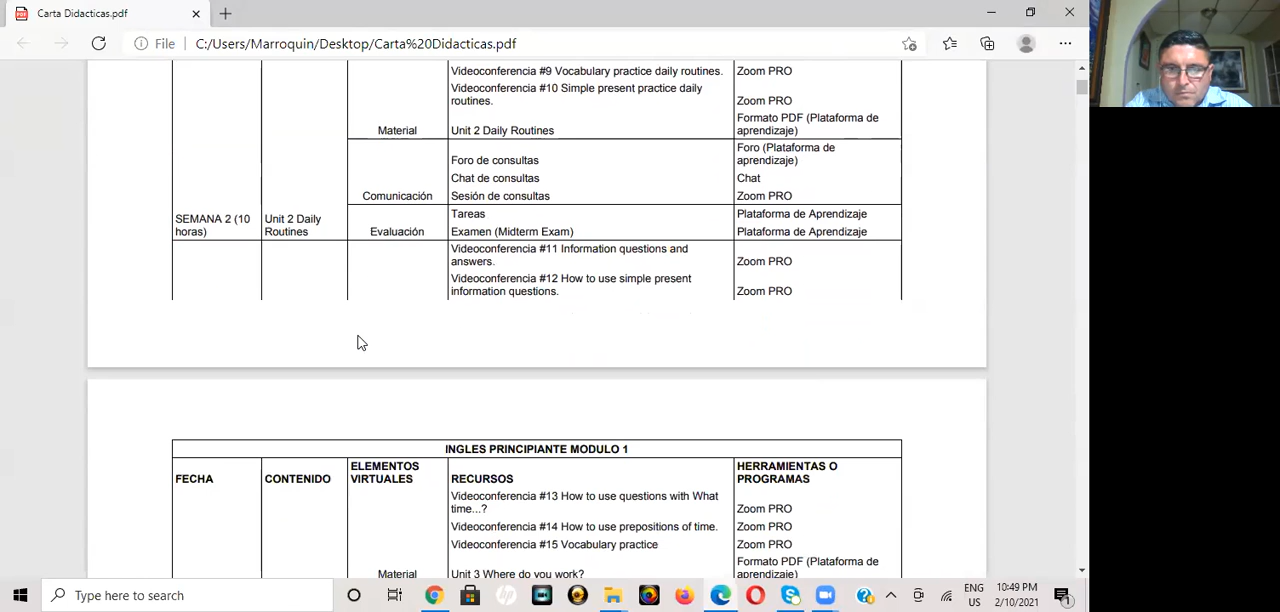 Carta Didacticas.pdf
File
C:/Users/Marroquin/Desktop/Carta%20Didacticas.pdf
Videoconferencia #9 Vocabulary practice daily routines.
Zoom PRO
Videoconferencia #10 Simple present practice daily
routines.
Zoom PRO
Material
Unit 2 Daily Routines
Formato PDF (Plataforma de
aprendizaje)
Foro de consultas
Foro (Plataforma de
aprendizaje)
Chat de consultas
Chat
Comunicación
Sesión de consultas
Zoom PRO
SEMANA 2 (10
horas)
Unit 2 Daily
Routines
Tareas
Plataforma de Aprendizaje
Evaluación
Examen (Midterm Exam)
Plataforma de Aprendizaje
Videoconferencia #11 Information questions and
answers.
Zoom PRO
Videoconferencia #12 How to use simple present
information questions.
Zoom PRO
INGLES PRINCIPIANTE MODULO 1
FECHA
CONTENIDO
ELEMENTOS
VIRTUALES
RECURSOS
HERRAMIENTAS O
PROGRAMAS
Videoconferencia #13 How to use questions with What
time...?
Zoom PRO
Videoconferencia #14 How to use prepositions of time.
Zoom PRO
Videoconferencia #15 Vocabulary practice
Zoom PRO
Material
Unit 3 Where do you work?
Formato PDF (Plataforma de
aprendizaje)
Type here to search
ENG
US
10:49 PM
2/10/2021